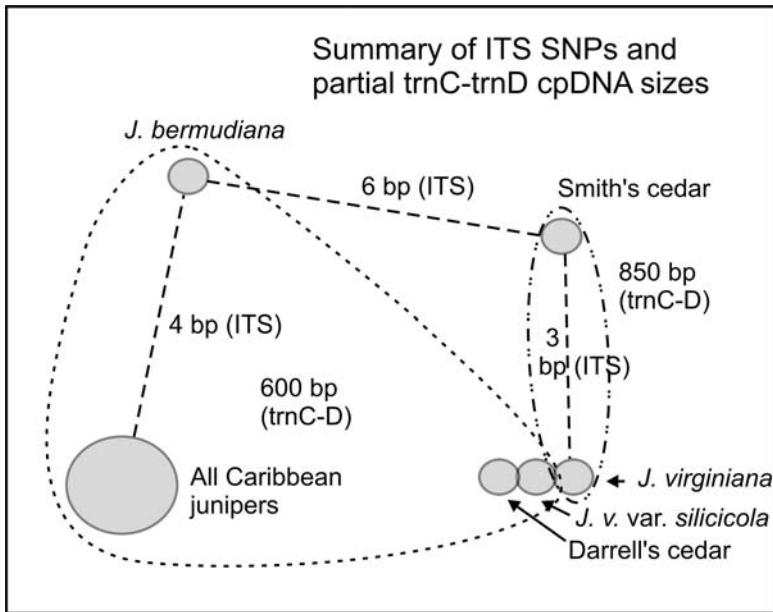 Summary of ITS SNPs and
partial trnC-trnD cpDNA sizes
J. bermudiana
6 bp (ITS)
Smith's cedar
850 bp
(trnC-D)
4 bp (ITS)
3
bp (ITS)
600 bp
(trnC-D)
All Caribbean
junipers
J. virginiana
J. v. var. silicicola
Darrell's cedar